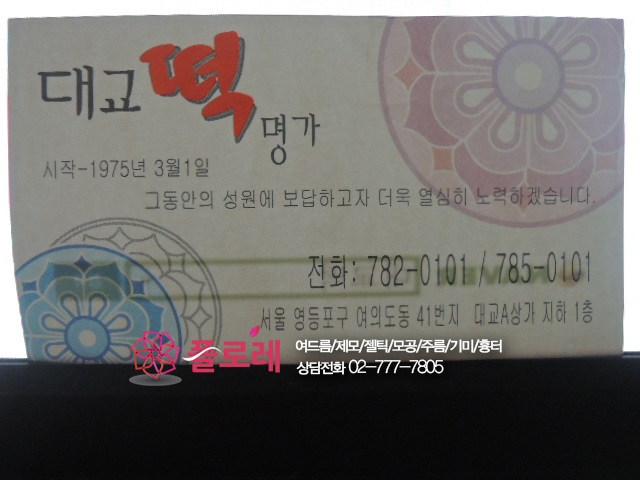 대교떡명가
시작-1975년 3월1일
그동안의 성원에 보답하고자 더욱 열심히 노력하겠습니다.
전화: 782-0101 / 785-0101
서울 영등포구 여의도동 41번지 대교A상가 지하 1층
플로레 여드름/제모/젤틱/모공/주름/기미/흉터
상담전화 02-777-7805